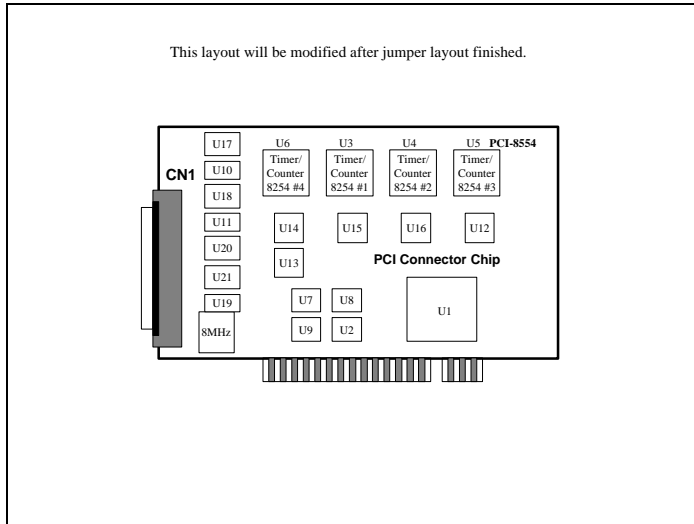 This layout will be modified after jumper layout finished.
U17
U6
U3
U4
U5 PCI-8554
Timer/
Counter
8254 #4
Timer/
Counter
8254 #1
Timer/
Counter
8254 #2
Timer/
Counter
8254 #3
U10
CN1
U18
U11
U14
U15
U16
U12
U20
U13
PCI Connector Chip
U21
U19
U7
U8
U1
8MHz
U9
U2